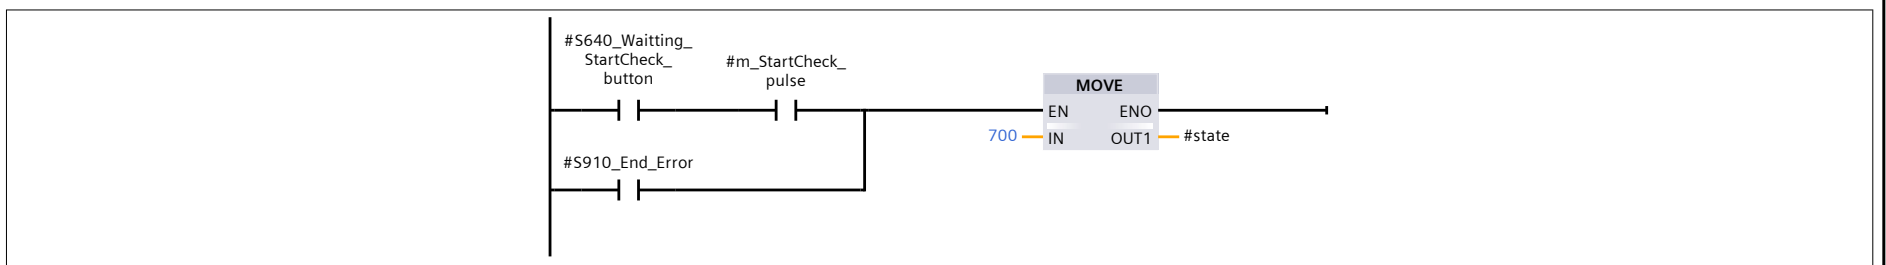 #S640_Waitting_
StartCheck_
button
#m_StartCheck_
pulse
MOVE
EN ENO
700 IN OUT1 #state
#S910_End_Error